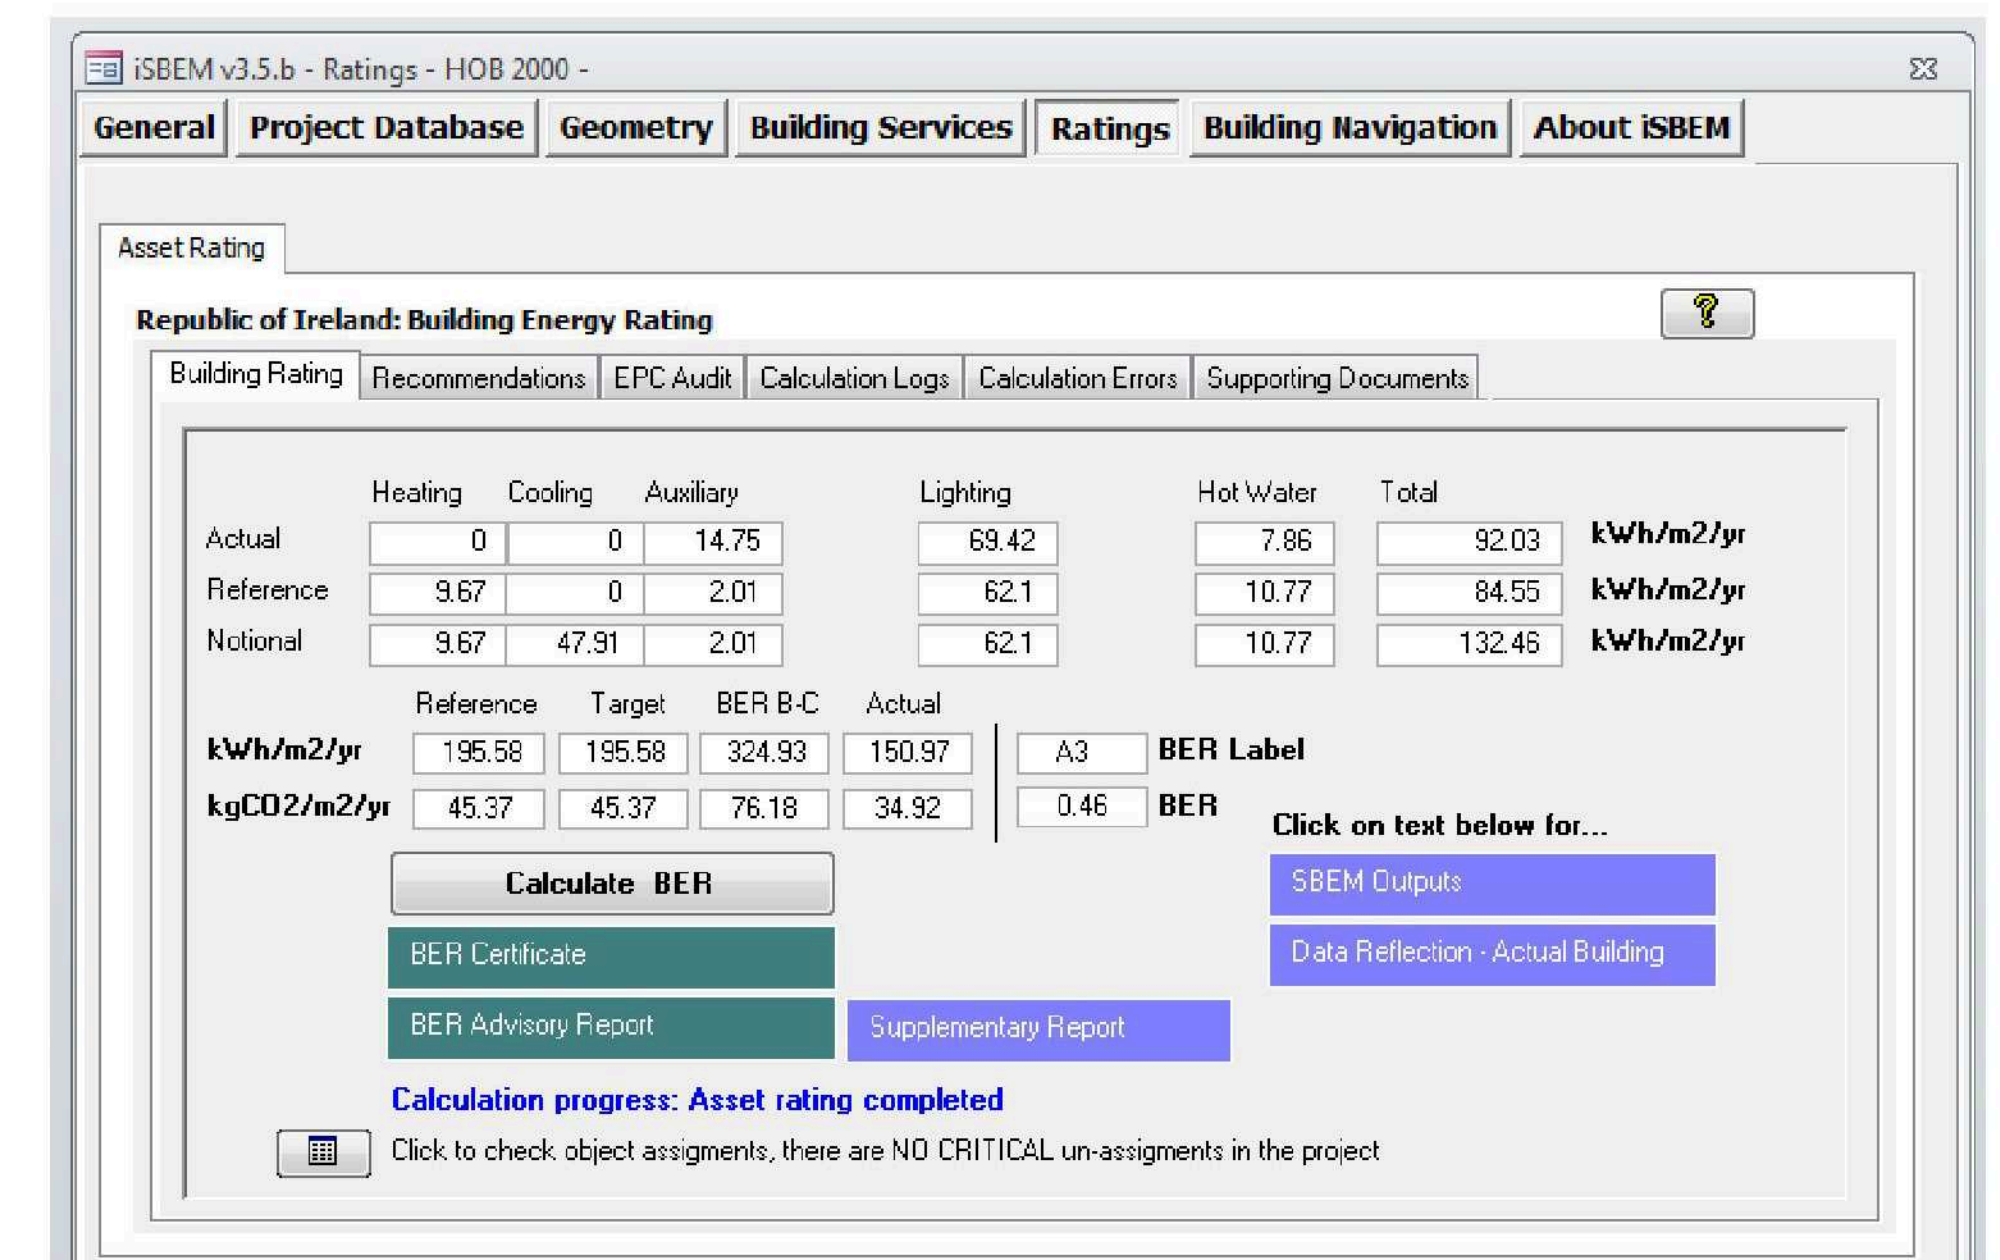 iSBEM v3.5.b - Ratings - HOB 2000 -
General Project Database Geometry Building Services Ratings Building Navigation About iSBEM
Asset Rating
Republic of Ireland: Building Energy Rating
?
Building Rating Recommendations EPC Audit Calculation Logs Calculation Errors Supporting Documents
Heating Cooling Auxiliary Lighting Hot Water Total
Actual 0 0 14.75 69.42 7.86 92.03 kWh/m2/yr
Reference 9.67 0 2.01 62.1 10.77 84.55 kWh/m2/yr
Notional 9.67 47.91 2.01 62.1 10.77 132.46 kWh/m2/yr
Reference Target BER B-C Actual
kWh/m2/yr 195.58 195.58 324.93 150.97 A3 BER Label
kgCO2/m2/yr 45.37 45.37 76.18 34.92 0.46 BER
Click on text below for...
Calculate BER SBEM Outputs
BER Certificate Data Reflection - Actual Building
BER Advisory Report Supplementary Report
Calculation progress: Asset rating completed
Click to check object assigments, there are NO CRITICAL un-assigments in the project